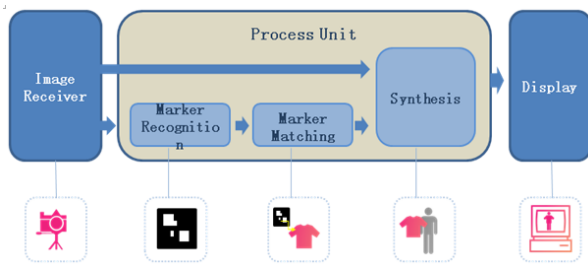 Process Unit
Image
Receiver
Marker
Recognitio
n
Marker
Matching
Synthesis
Display